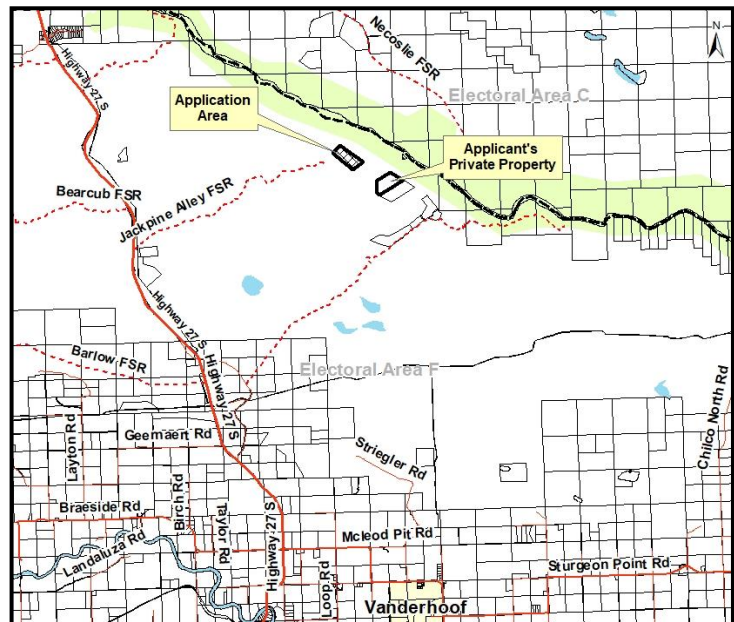 N
Highway 27 S
Necoslie FSR
Electoral Area C
Application
Area
Applicant's
Private Property
Bearcub FSR
Jackpine Alley FSR
Highway 27 S
Highway 27 S
Barlow FSR
Electoral Area F
Chilco North Rd
Layton Rd
Geernaert Rd
Striegler Rd
Braeside Rd
Birch Rd
Taylor Rd
Highway 27 S
Mcleod Pit Rd
Landaluza Rd
Loop Rd
Sturgeon Point Rd
Vanderhoof